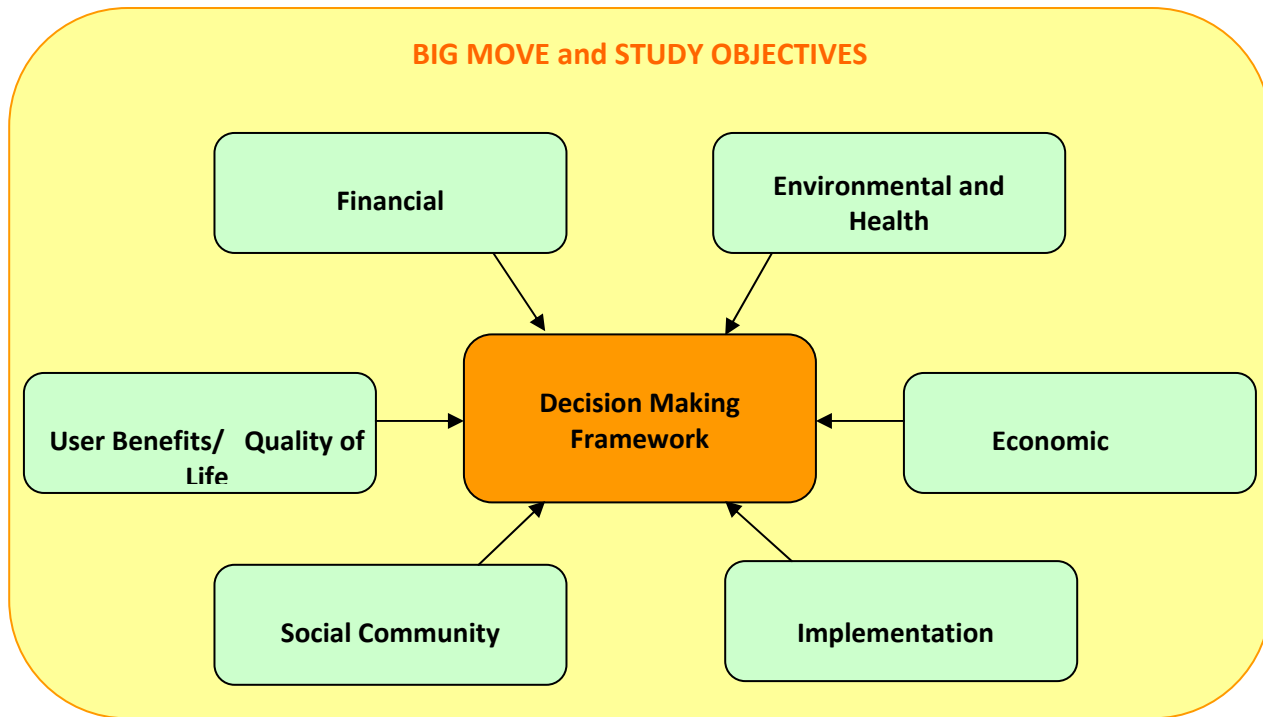 BIG MOVE and STUDY OBJECTIVES
Financial
Environmental and
Health
Decision Making
Framework
User Benefits/   Quality of
Life
Economic
Social Community
Implementation